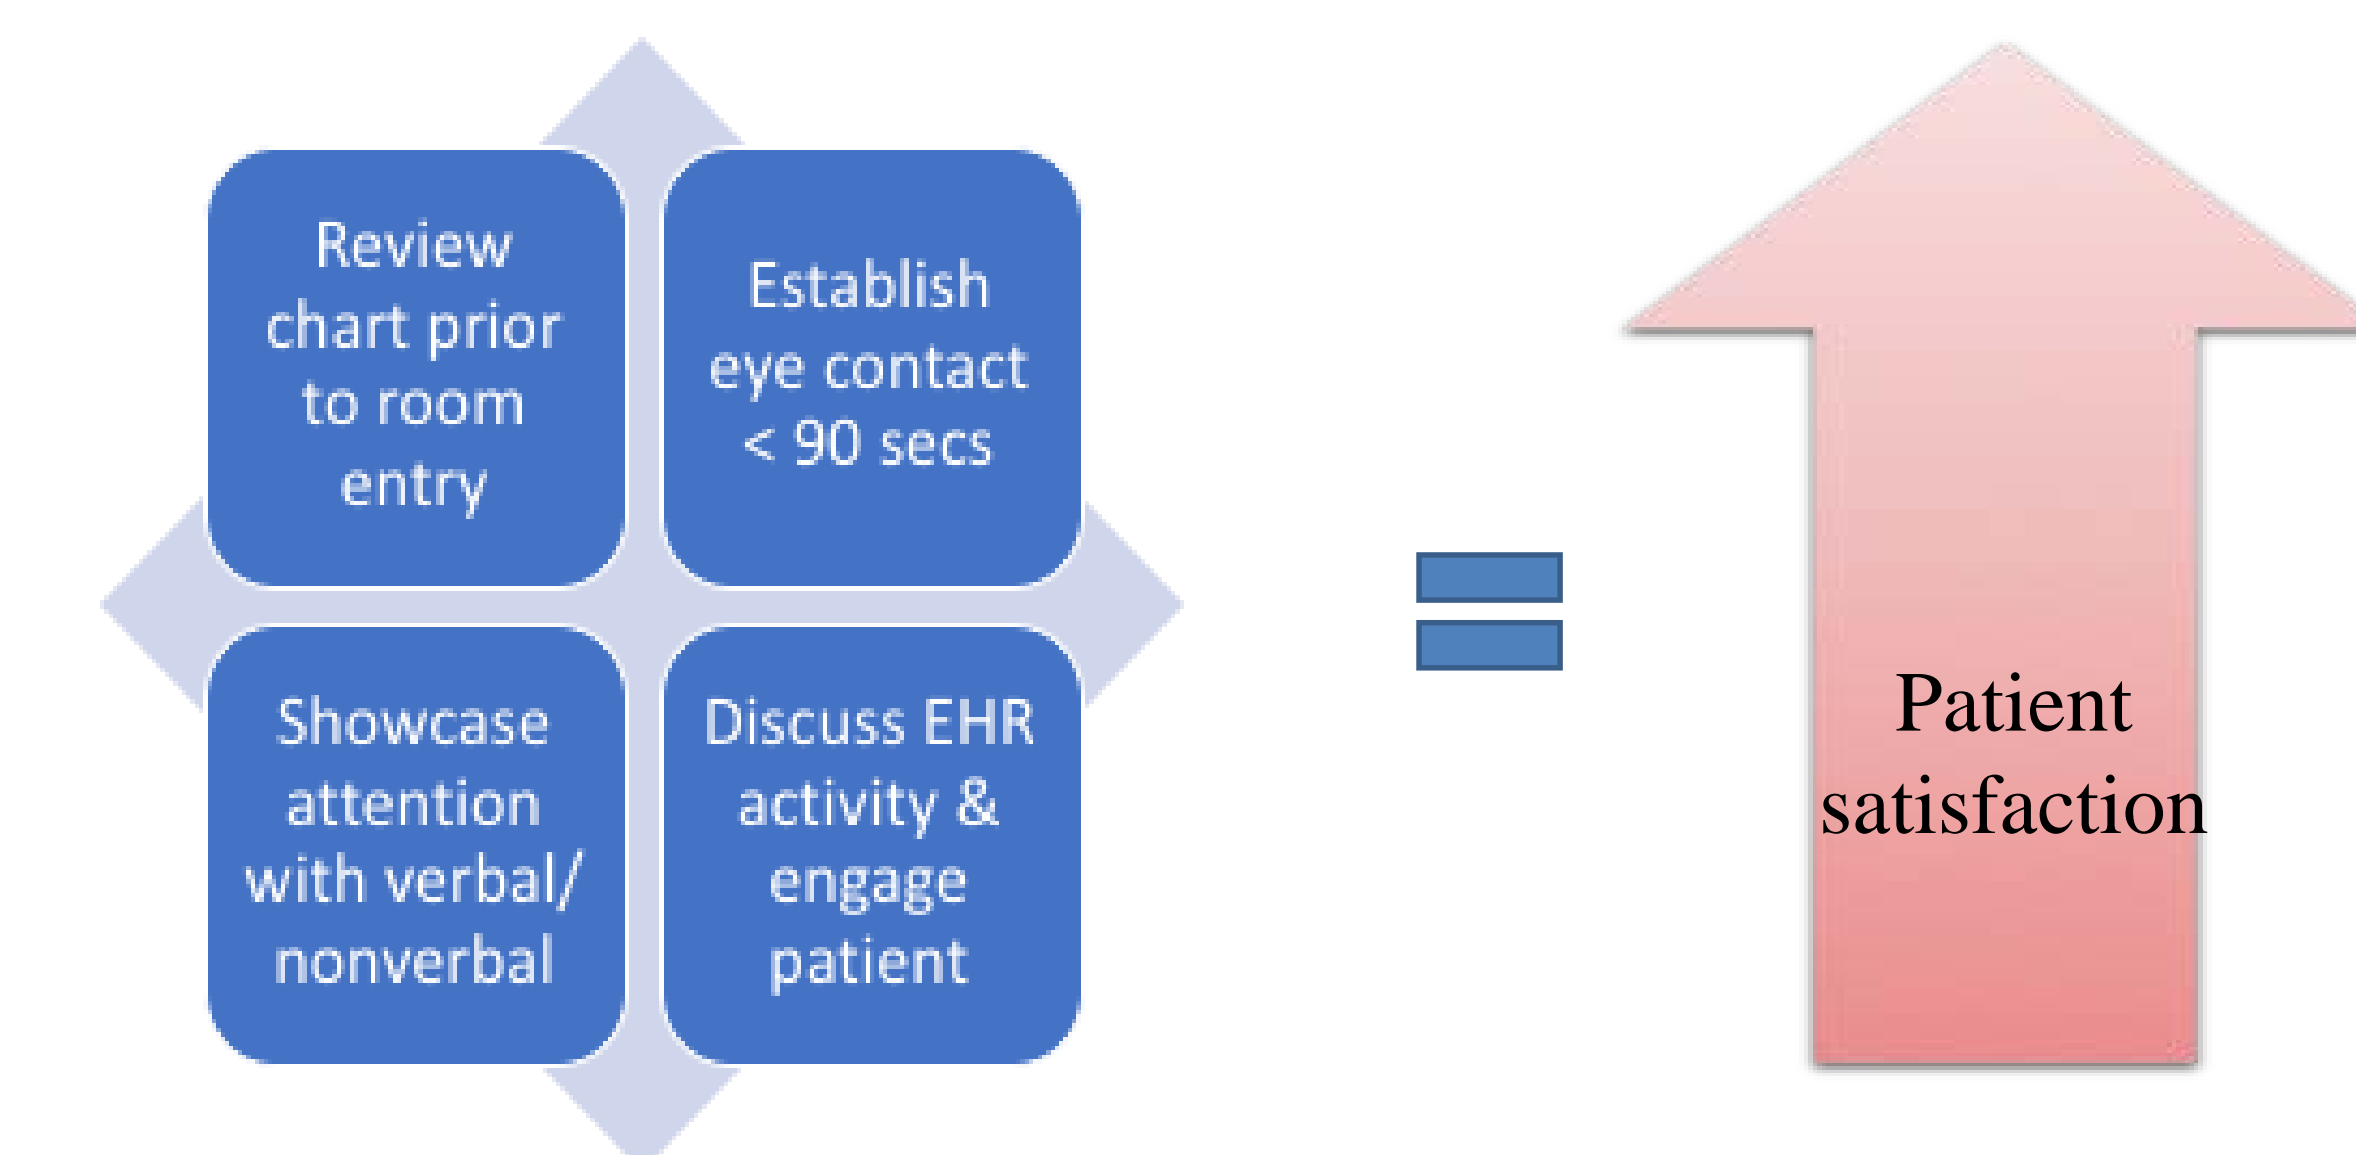 Review
chart prior
to room
entry
Establish
eye contact
< 90 secs
Showcase
attention
with verbal/
nonverbal
Discuss EHR
activity &
engage
patient
Patient
satisfaction